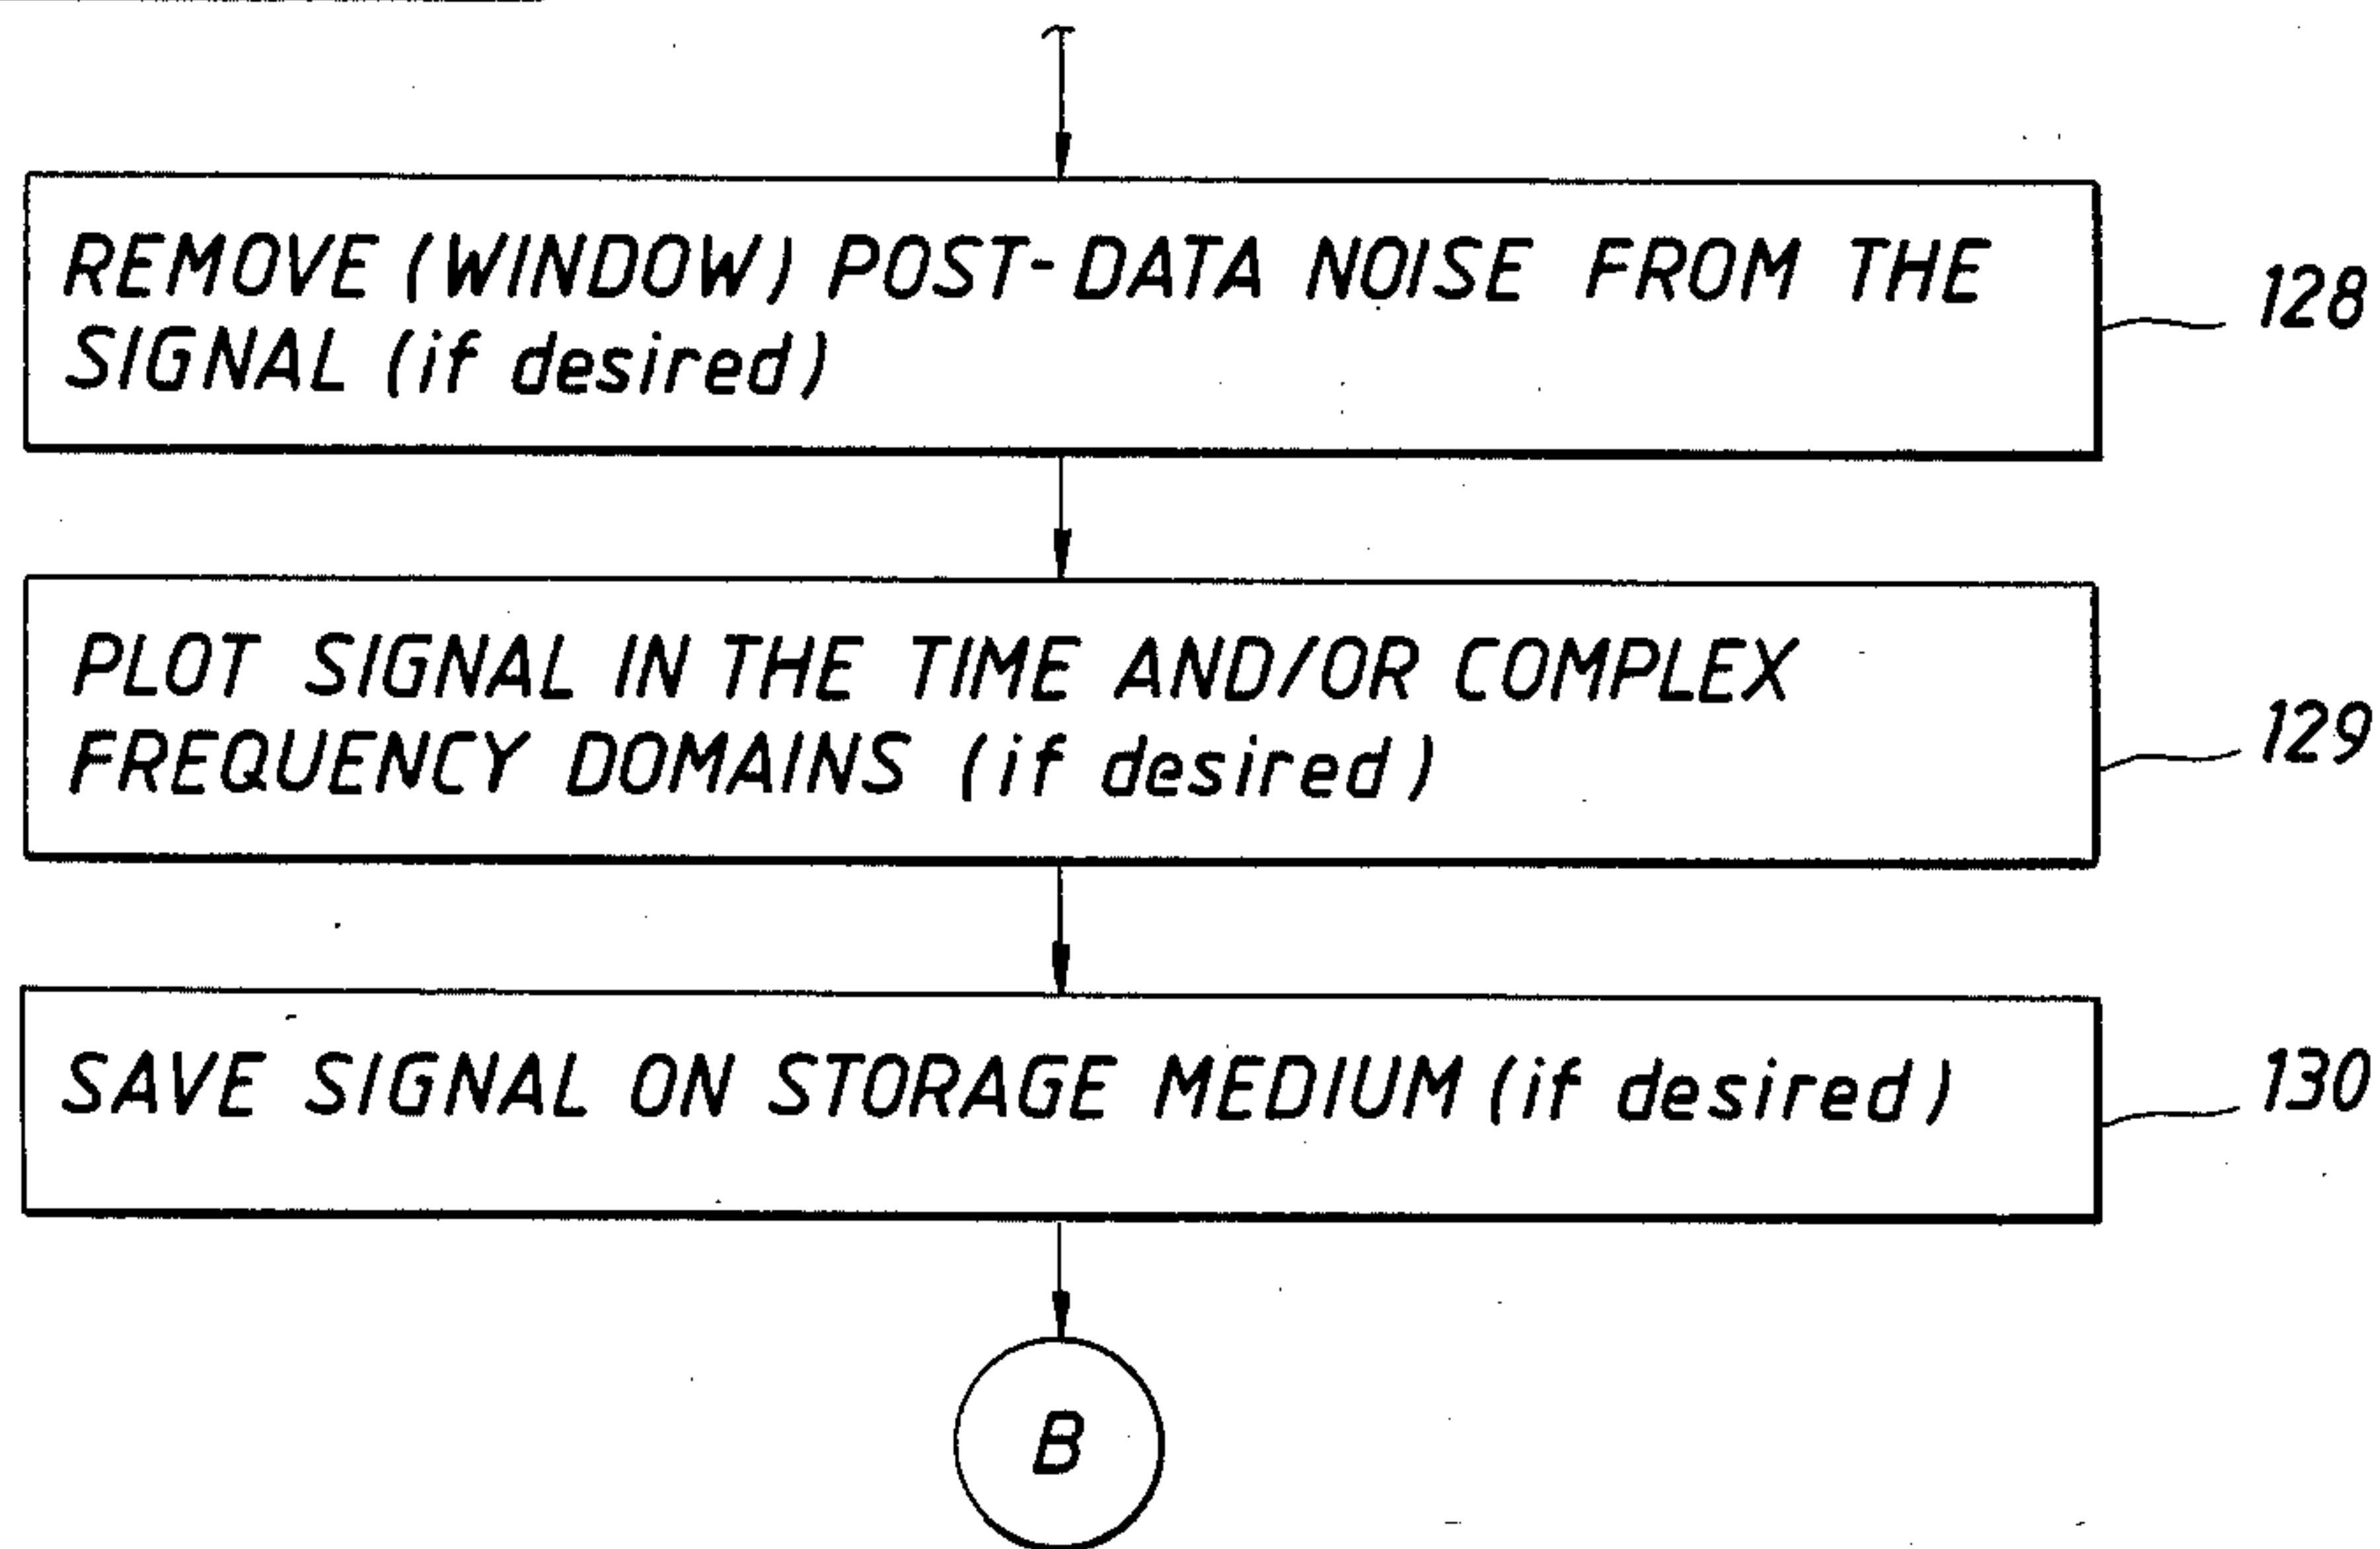 REMOVE (WINDOW) POST-DATA NOISE FROM THE
SIGNAL (if desired)
128
PLOT SIGNAL IN THE TIME AND/OR COMPLEX
FREQUENCY DOMAINS (if desired)
129
SAVE SIGNAL ON STORAGE MEDIUM (if desired)
130
B